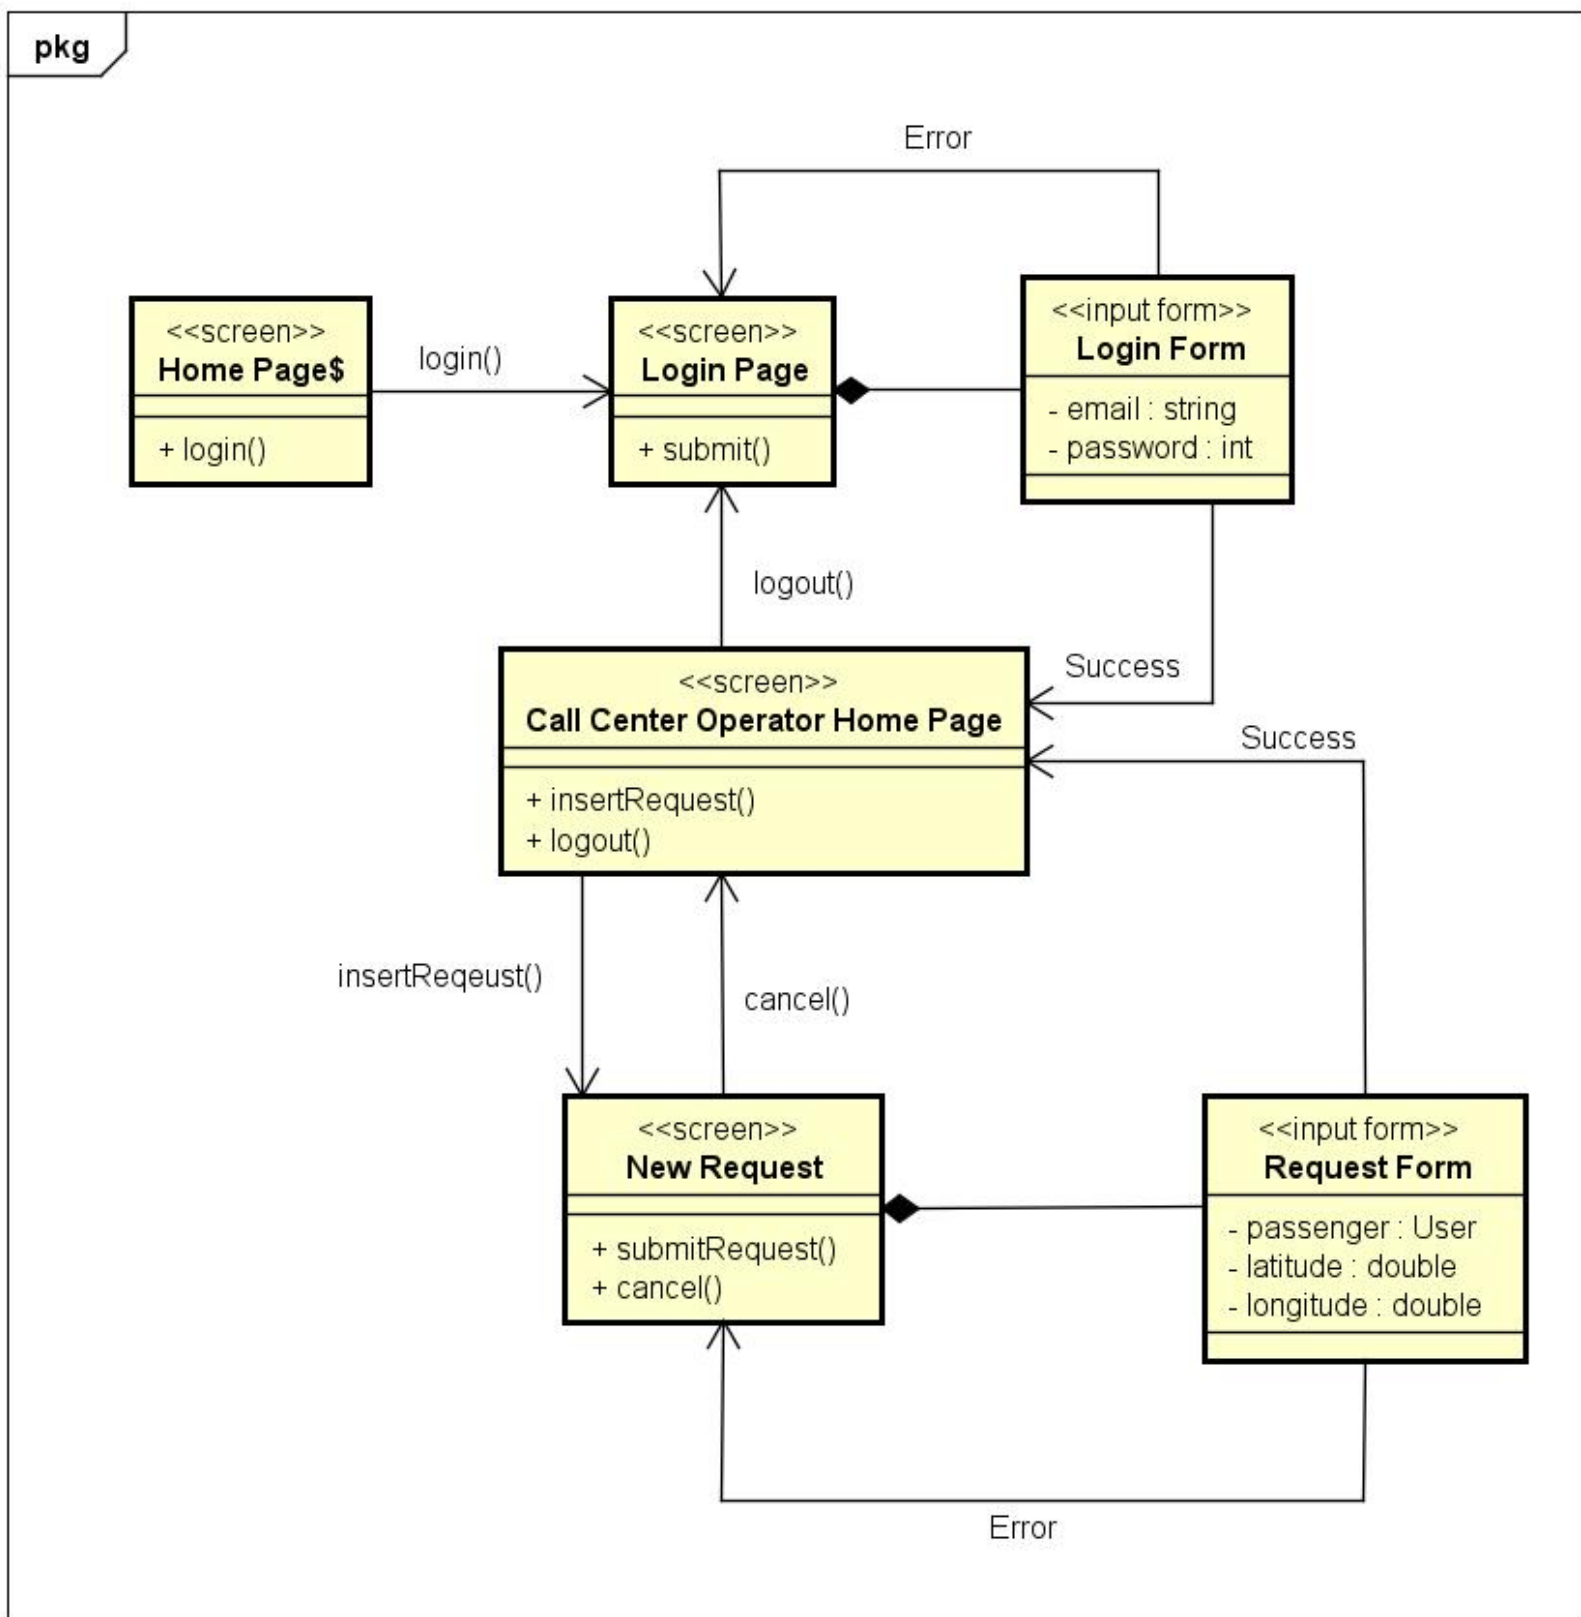 pkg
Error
<<screen>>
Home Page$
+ login()
login()
<<screen>>
Login Page
+ submit()
<<input form>>
Login Form
- email : string
- password : int
logout()
Success
<<screen>>
Call Center Operator Home Page
+ insertRequest()
+ logout()
Success
insertReqeust()
cancel()
<<screen>>
New Request
+ submitRequest()
+ cancel()
<<input form>>
Request Form
- passenger : User
- latitude : double
- longitude : double
Error